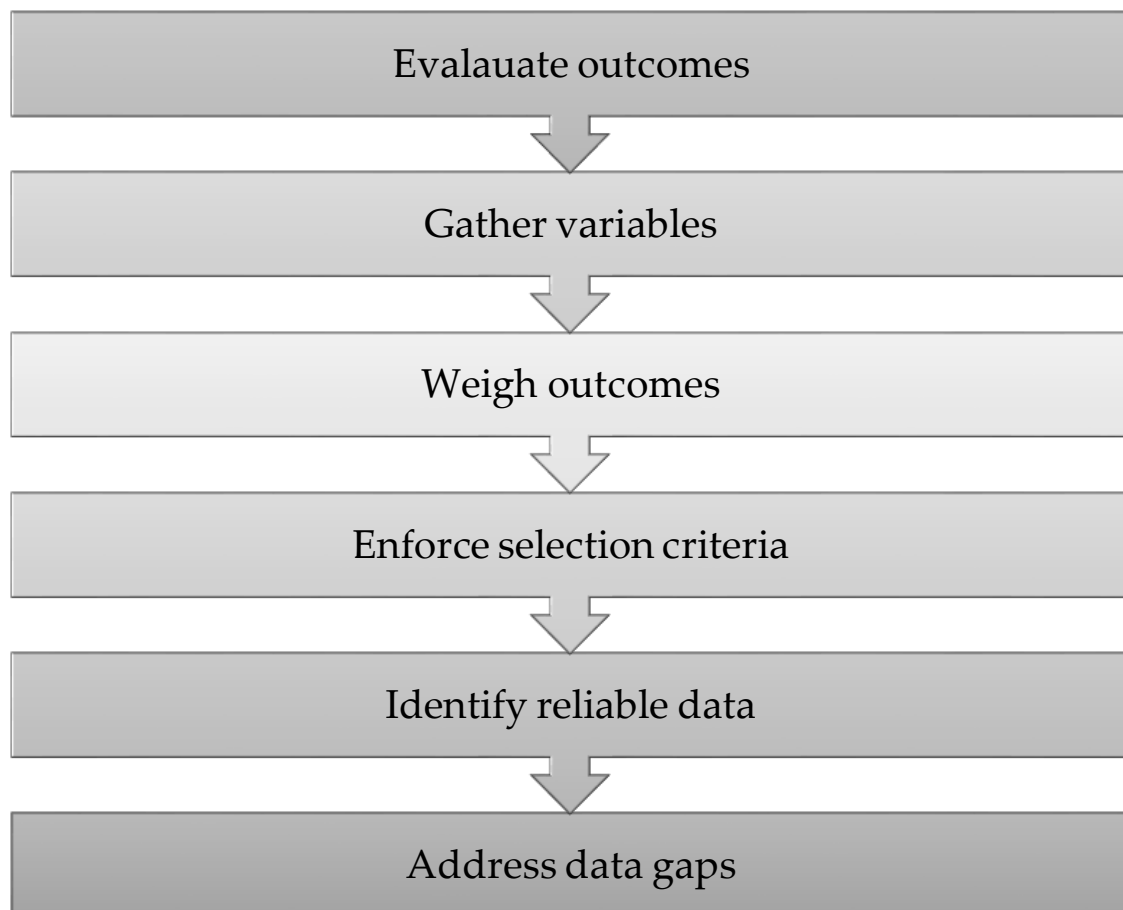 Evalauate outcomes
Gather variables
Weigh outcomes
Enforce selection criteria
Identify reliable data
Address data gaps